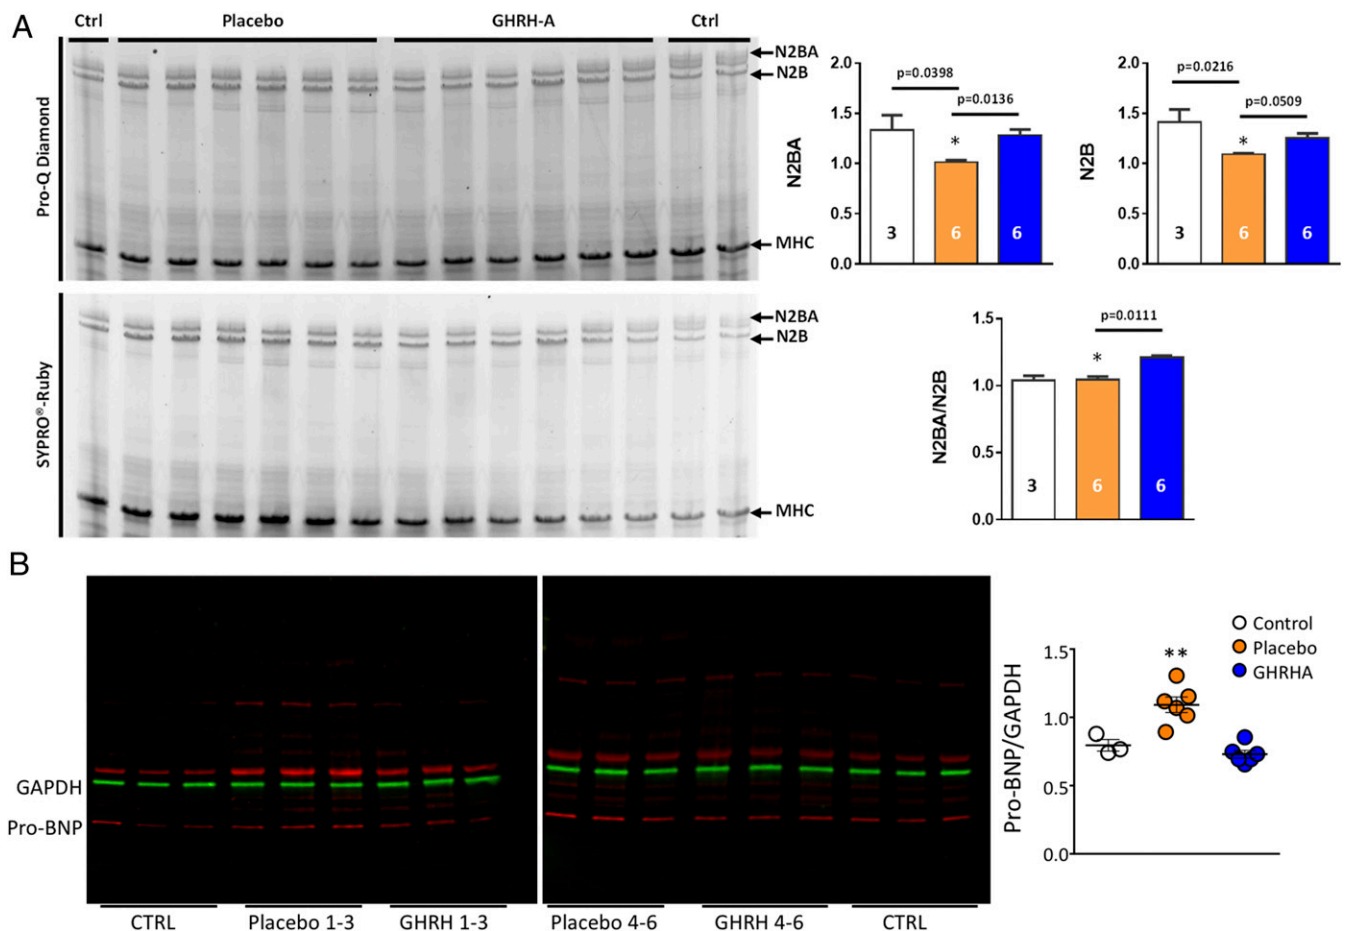 A
Ctrl Placebo GHRH-A Ctrl
Pro-Q Diamond
N2BA
N2B
MHC
SYPRO®-Ruby
N2BA
N2B
MHC
N2BA
2.0
1.5
1.0
0.5
0.0
p=0.0398
p=0.0136
*
3 6 6
N2B
2.0
1.5
1.0
0.5
0.0
p=0.0216
p=0.0509
*
3 6 6
N2BA/N2B
1.5
1.0
0.5
0.0
p=0.0111
*
3 6 6
B
GAPDH
Pro-BNP
CTRL Placebo 1-3 GHRH 1-3 Placebo 4-6 GHRH 4-6 CTRL
Pro-BNP/GAPDH
1.5
1.0
0.5
0.0
**
Control
Placebo
GHRHA